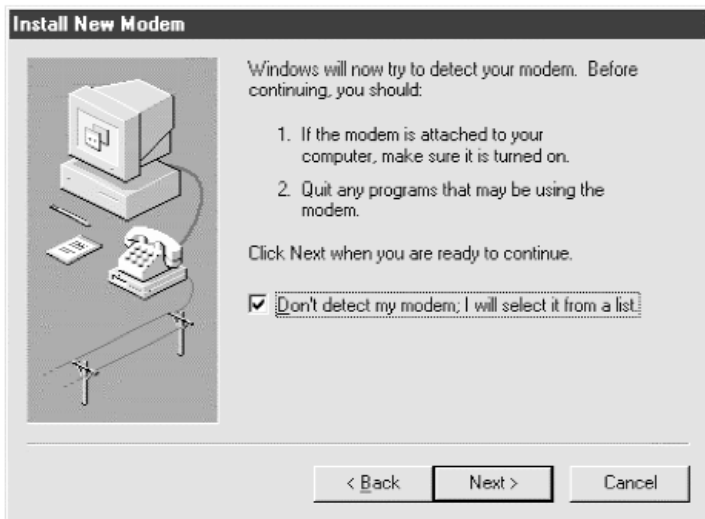 Install New Modem
Windows will now try to detect your modem. Before
continuing, you should:
1. If the modem is attached to your
computer, make sure it is turned on.
2. Quit any programs that may be using the
modem.
Click Next when you are ready to continue.
Don't detect my modem; I will select it from a list.
< Back
Next >
Cancel